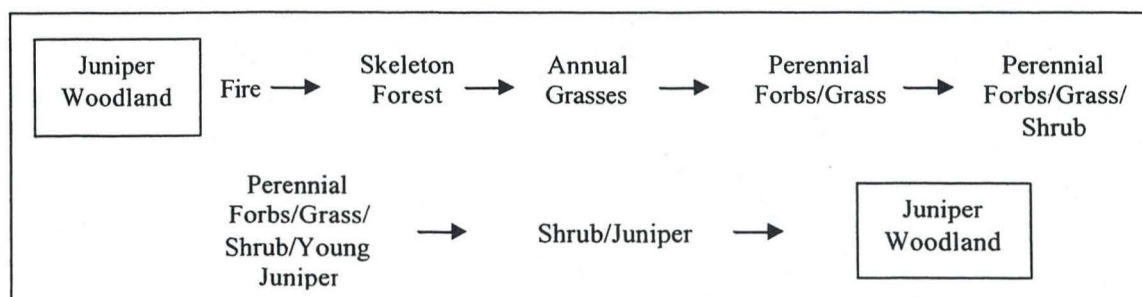 Juniper
Woodland
Fire
Skeleton
Forest
Annual
Grasses
Perennial
Forbs/Grass
Perennial
Forbs/Grass/
Shrub
Perennial
Forbs/Grass/
Shrub/Young
Juniper
Shrub/Juniper
Juniper
Woodland